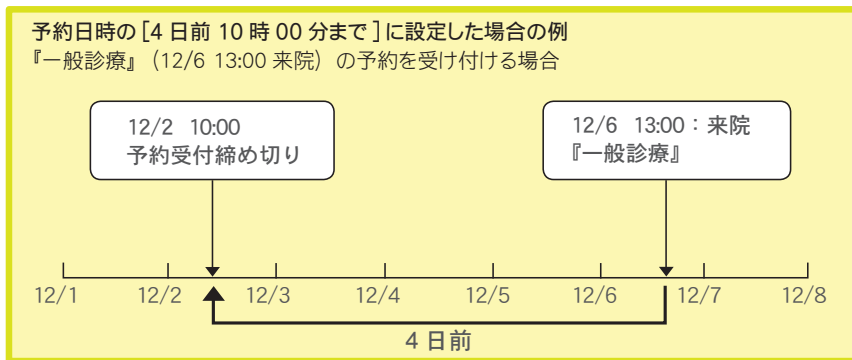 予約日時の［4 日前 10 時 00 分まで］に設定した場合の例
『一般診療』（12/6 13:00 来院）の予約を受け付ける場合
12/2 10:00
予約受付締め切り
12/6 13:00：来院
『一般診療』
12/1 12/2 12/3 12/4 12/5 12/6 12/7 12/8
4 日前